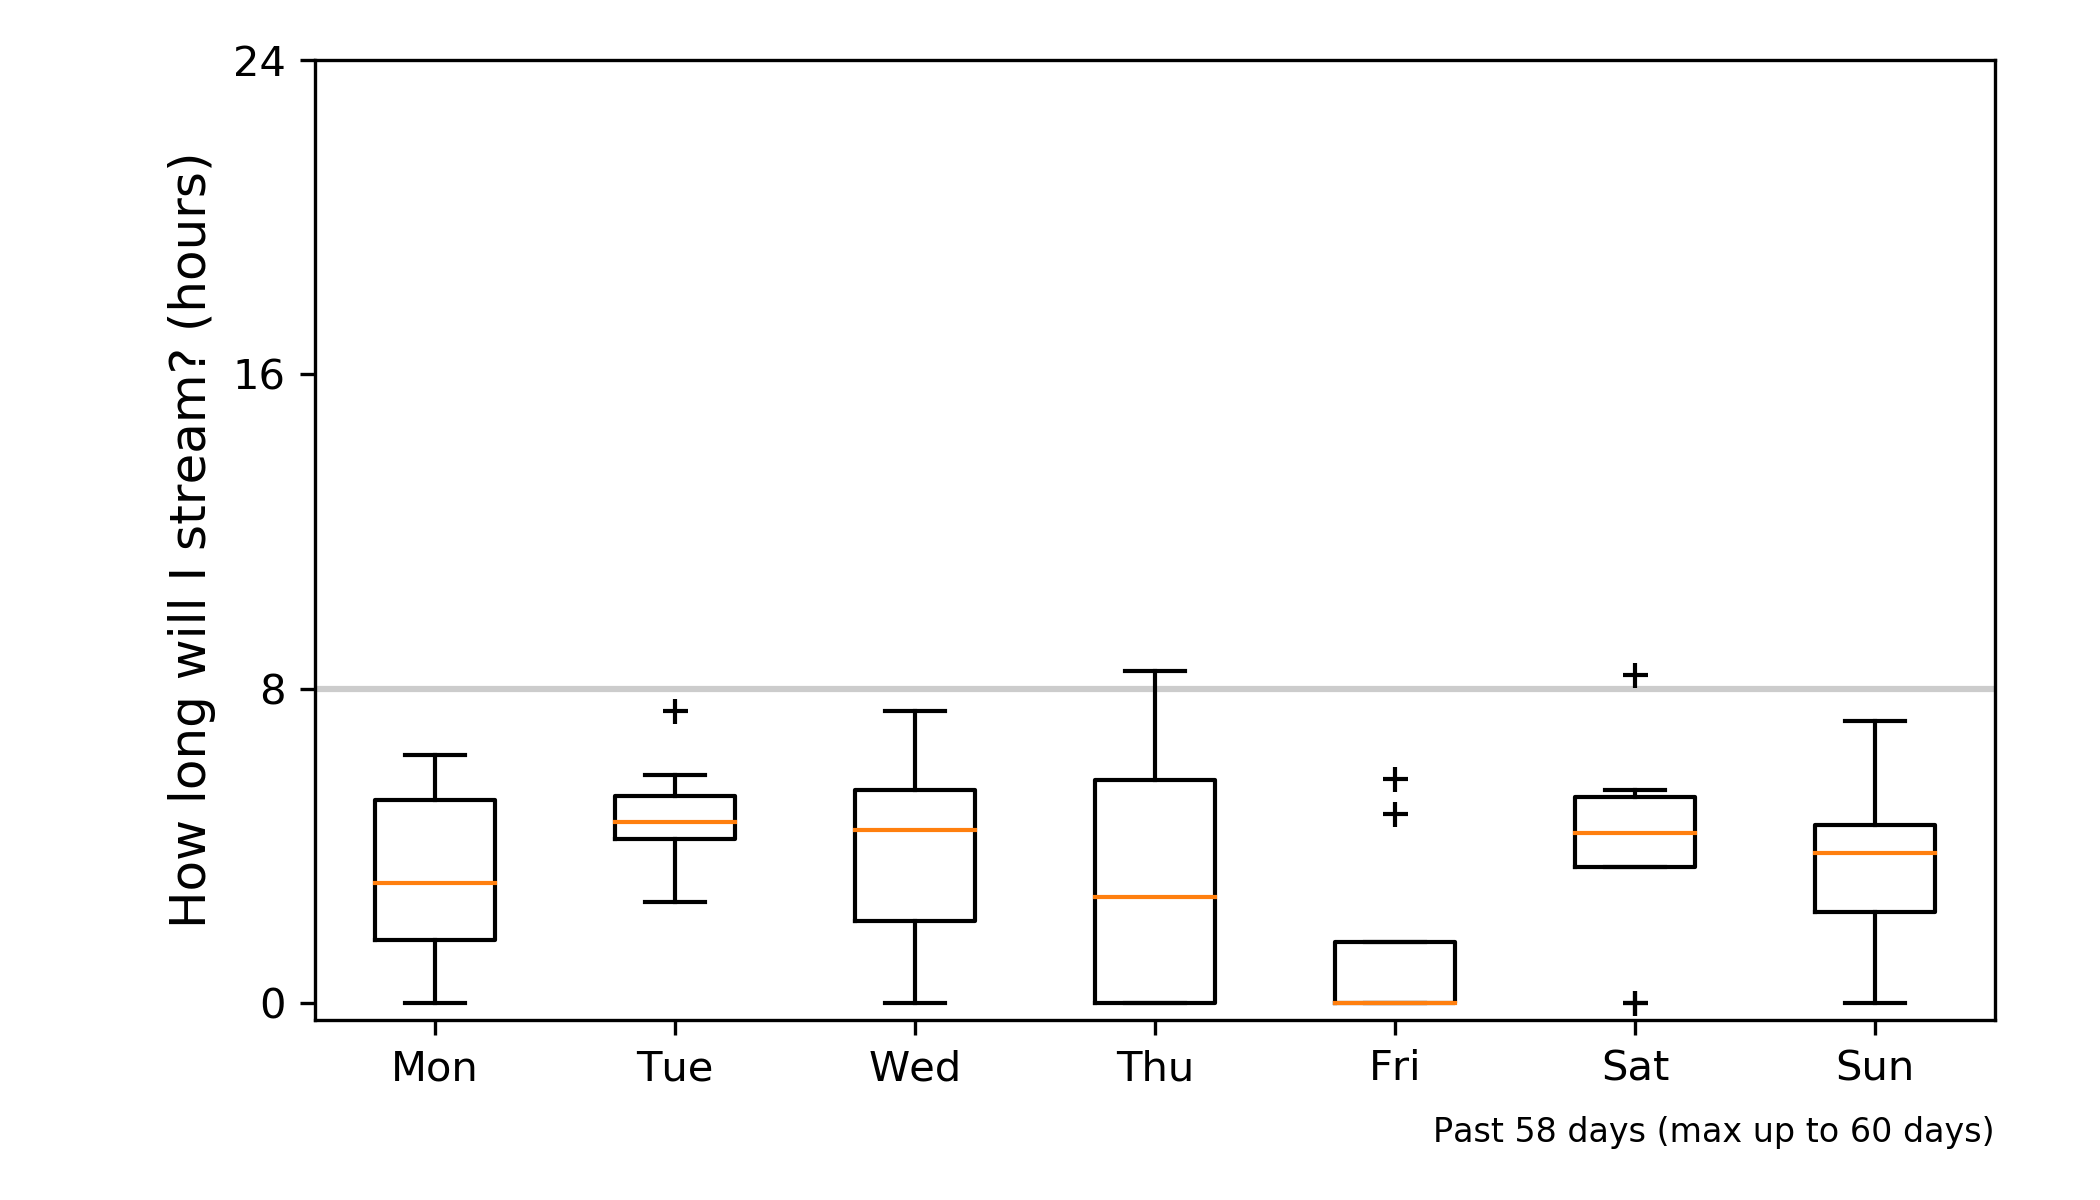 How long will I stream? (hours)
24
16
8
0
Mon Tue Wed Thu Fri Sat Sun
Past 58 days (max up to 60 days)